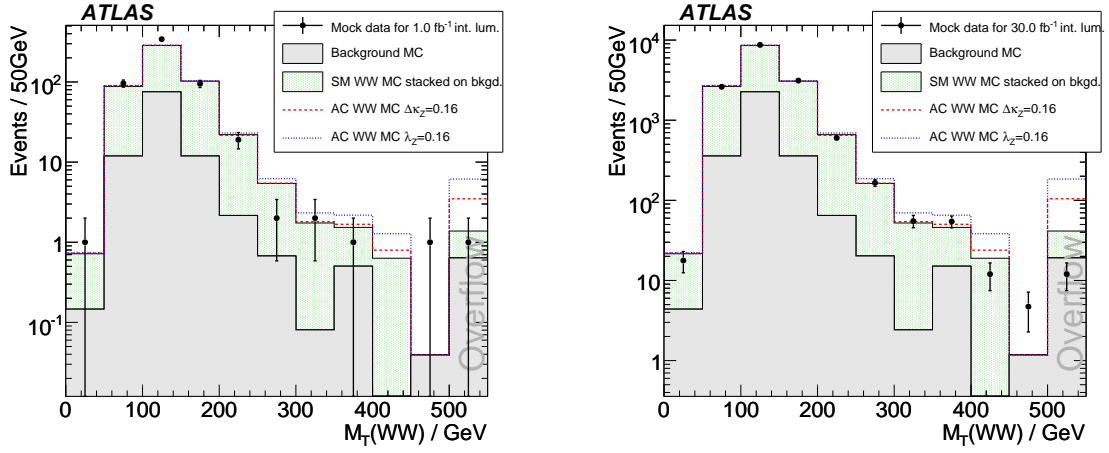 ATLAS
Events / 50GeV
10²
10
1
10⁻¹
Mock data for 1.0 fb⁻¹ int. lum.
Background MC
SM WW MC stacked on bkgd.
AC WW MC Δκ_Z=0.16
AC WW MC λ_Z=0.16
Overflow
0 100 200 300 400 500
M_T(WW) / GeV
ATLAS
Events / 50GeV
10⁴
10³
10²
10
1
Mock data for 30.0 fb⁻¹ int. lum.
Background MC
SM WW MC stacked on bkgd.
AC WW MC Δκ_Z=0.16
AC WW MC λ_Z=0.16
Overflow
0 100 200 300 400 500
M_T(WW) / GeV